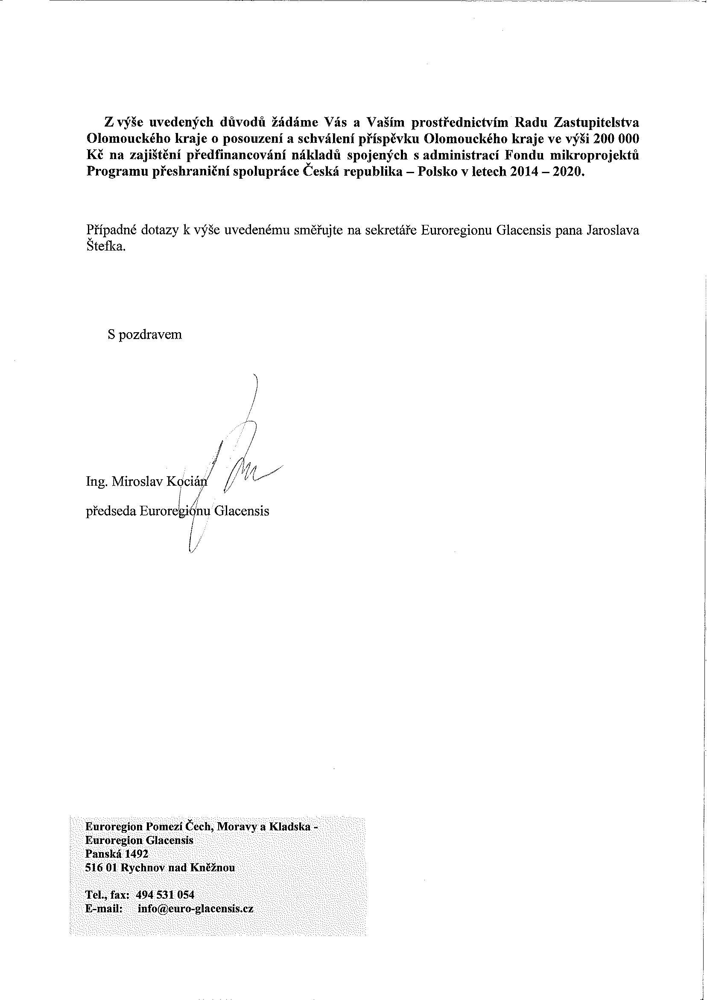 Z výše uvedených důvodů žádáme Vás a Vaším prostřednictvím Radu Zastupitelstva
Olomouckého kraje o posouzení a schválení příspěvku Olomouckého kraje ve výši 200 000
Kč na zajištění předfinancování nákladů spojených s administrací Fondu mikroprojektů
Programu přeshraniční spolupráce Česká republika – Polsko v letech 2014 – 2020.
Případné dotazy k výše uvedenému směřujte na sekretáře Euroregionu Glacensis pana Jaroslava
Štefka.
S pozdravem
Ing. Miroslav Kocián
předseda Euroregionu Glacensis
Euroregion Pomezí Čech, Moravy a Kladska -
Euroregion Glacensis
Panská 1492
516 01 Rychnov nad Kněžnou
Tel., fax: 494 531 054
E-mail: info@euro-glacensis.cz